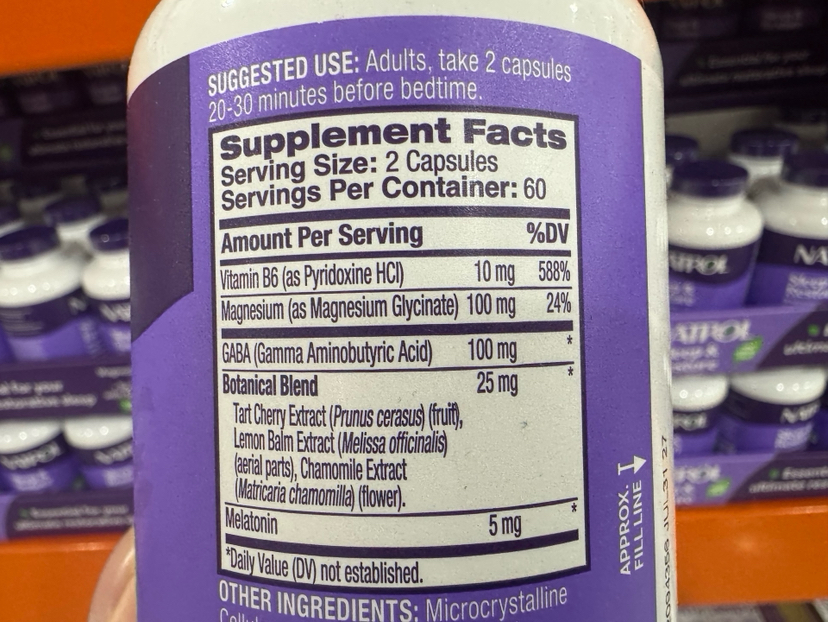 SUGGESTED USE: Adults, take 2 capsules
20-30 minutes before bedtime.
Supplement Facts
Serving Size: 2 Capsules
Servings Per Container: 60
Amount Per Serving %DV
Vitamin B6 (as Pyridoxine HCl) 10 mg 588%
Magnesium (as Magnesium Glycinate) 100 mg 24%
GABA (Gamma Aminobutyric Acid) 100 mg *
Botanical Blend 25 mg *
Tart Cherry Extract (Prunus cerasus) (fruit),
Lemon Balm Extract (Melissa officinalis)
(aerial parts), Chamomile Extract
(Matricaria chamomilla) (flower).
Melatonin 5 mg *
*Daily Value (DV) not established.
OTHER INGREDIENTS: Microcrystalline
APPROX.
FILL LINE
JUL 31 27